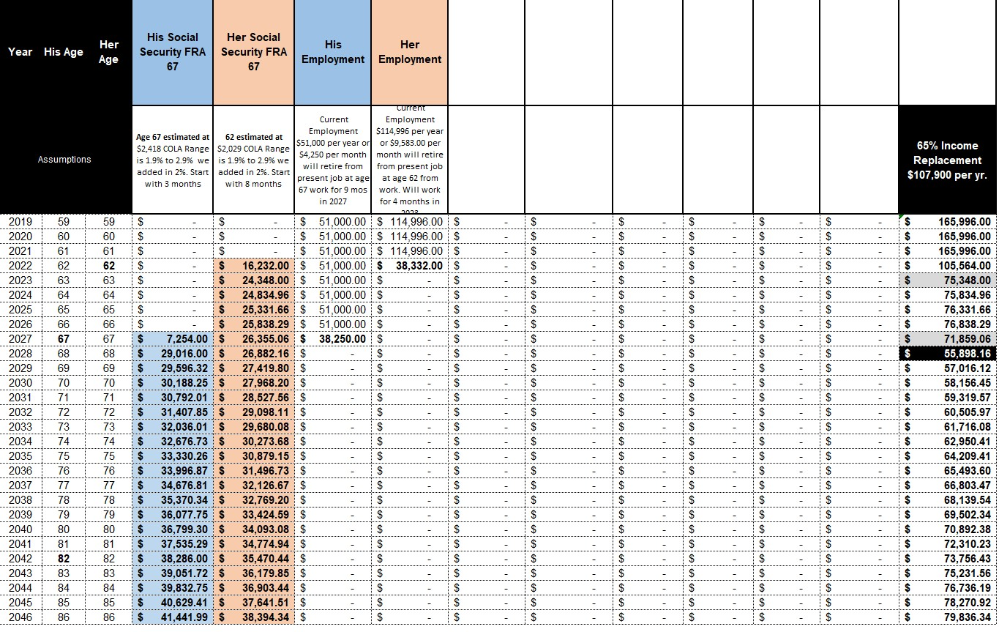 Year His Age Her Age His Social Security FRA 67 Her Social Security FRA 67 His Employment Her Employment
Assumptions
Age 67 estimated at
$2,418 COLA Range
is 1.9% to 2.9% we
added in 2%. Start
with 3 months
62 estimated at
$2,029 COLA Range
is 1.9% to 2.9% we
added in 2%. Start
with 8 months
Current
Employment
$51,000 per year or
$4,250 per month
will retire from
present job at age
67 work for 9 mos
in 2027
Current
Employment
$114,996 per year
or $9,583.00 per
month will retire
from present job
at age 62 from
work. Will work
for 4 months in
65% Income
Replacement
$107,900 per yr.
2019 59 59 $ - $ - $ 51,000.00 $ 114,996.00 $ - $ - $ - $ - $ - $ - $ 165,996.00
2020 60 60 $ - $ - $ 51,000.00 $ 114,996.00 $ - $ - $ - $ - $ - $ - $ 165,996.00
2021 61 61 $ - $ - $ 51,000.00 $ 114,996.00 $ - $ - $ - $ - $ - $ - $ 165,996.00
2022 62 62 $ - $ 16,232.00 $ 51,000.00 $ 38,332.00 $ - $ - $ - $ - $ - $ - $ 105,564.00
2023 63 63 $ - $ 24,348.00 $ 51,000.00 $ - $ - $ - $ - $ - $ - $ - $ 75,348.00
2024 64 64 $ - $ 24,834.96 $ 51,000.00 $ - $ - $ - $ - $ - $ - $ - $ 75,834.96
2025 65 65 $ - $ 25,331.66 $ 51,000.00 $ - $ - $ - $ - $ - $ - $ - $ 76,331.66
2026 66 66 $ - $ 25,838.29 $ 51,000.00 $ - $ - $ - $ - $ - $ - $ - $ 76,838.29
2027 67 67 $ 7,254.00 $ 26,355.06 $ 38,250.00 $ - $ - $ - $ - $ - $ - $ - $ 71,859.06
2028 68 68 $ 29,016.00 $ 26,882.16 $ - $ - $ - $ - $ - $ - $ - $ - $ 55,898.16
2029 69 69 $ 29,596.32 $ 27,419.80 $ - $ - $ - $ - $ - $ - $ - $ - $ 57,016.12
2030 70 70 $ 30,188.25 $ 27,968.20 $ - $ - $ - $ - $ - $ - $ - $ - $ 58,156.45
2031 71 71 $ 30,792.01 $ 28,527.56 $ - $ - $ - $ - $ - $ - $ - $ - $ 59,319.57
2032 72 72 $ 31,407.85 $ 29,098.11 $ - $ - $ - $ - $ - $ - $ - $ - $ 60,505.97
2033 73 73 $ 32,036.01 $ 29,680.08 $ - $ - $ - $ - $ - $ - $ - $ - $ 61,716.08
2034 74 74 $ 32,676.73 $ 30,273.68 $ - $ - $ - $ - $ - $ - $ - $ - $ 62,950.41
2035 75 75 $ 33,330.26 $ 30,879.15 $ - $ - $ - $ - $ - $ - $ - $ - $ 64,209.41
2036 76 76 $ 33,996.87 $ 31,496.73 $ - $ - $ - $ - $ - $ - $ - $ - $ 65,493.60
2037 77 77 $ 34,676.81 $ 32,126.67 $ - $ - $ - $ - $ - $ - $ - $ - $ 66,803.47
2038 78 78 $ 35,370.34 $ 32,769.20 $ - $ - $ - $ - $ - $ - $ - $ - $ 68,139.54
2039 79 79 $ 36,077.75 $ 33,424.59 $ - $ - $ - $ - $ - $ - $ - $ - $ 69,502.34
2040 80 80 $ 36,799.30 $ 34,093.08 $ - $ - $ - $ - $ - $ - $ - $ - $ 70,892.38
2041 81 81 $ 37,535.29 $ 34,774.94 $ - $ - $ - $ - $ - $ - $ - $ - $ 72,310.23
2042 82 82 $ 38,286.00 $ 35,470.44 $ - $ - $ - $ - $ - $ - $ - $ - $ 73,756.43
2043 83 83 $ 39,051.72 $ 36,179.85 $ - $ - $ - $ - $ - $ - $ - $ - $ 75,231.56
2044 84 84 $ 39,832.75 $ 36,903.44 $ - $ - $ - $ - $ - $ - $ - $ - $ 76,736.19
2045 85 85 $ 40,629.41 $ 37,641.51 $ - $ - $ - $ - $ - $ - $ - $ - $ 78,270.92
2046 86 86 $ 41,441.99 $ 38,394.34 $ - $ - $ - $ - $ - $ - $ - $ - $ 79,836.34